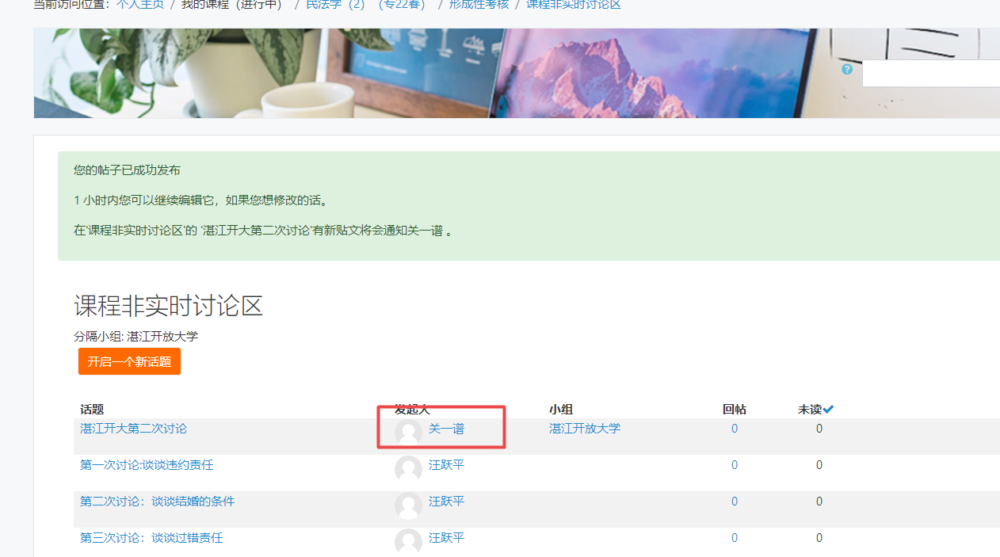 当前访问位置： 个人主页 / 我的课程（进行中） / 民法学（2）（专22春） / 形成性考核 / 课程非实时讨论区
您的帖子已成功发布
1 小时内您可以继续编辑它，如果您想修改的话。
在'课程非实时讨论区'的 '湛江开大第二次讨论'有新贴文将会通知关一谱 。
课程非实时讨论区
分隔小组: 湛江开放大学
开启一个新话题
话题 发起人 小组 回帖 未读
湛江开大第二次讨论 关一谱 湛江开放大学 0 0
第一次讨论:谈谈违约责任 汪跃平 0 0
第二次讨论：谈谈结婚的条件 汪跃平 0 0
第三次讨论：谈谈过错责任 汪跃平 0 0